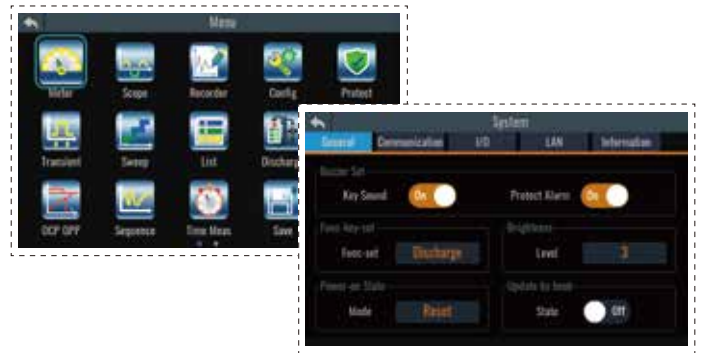 Menu
Meter Scope Recorder Config Protect
Transient Sweep List Discharg
OCP OPP Sequence Time Meas Save
System
General Communication I/O LAN Information
Buzzer Set
Key Sound On Protect Alarm On
Func key-set Brightness
Func-set Discharge Level 3
Power-on State Update by knob
Mode Reset State Off